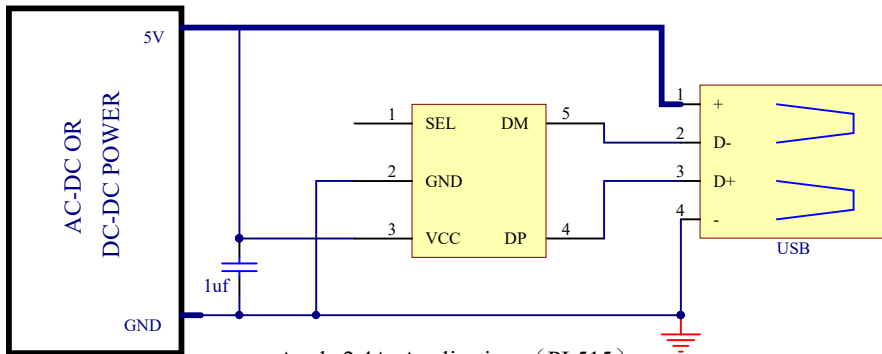 5V
AC-DC OR
DC-DC POWER
GND
1uf
1
SEL
DM
5
2
GND
3
VCC
DP
4
1
+
2
D-
3
D+
4
-
USB